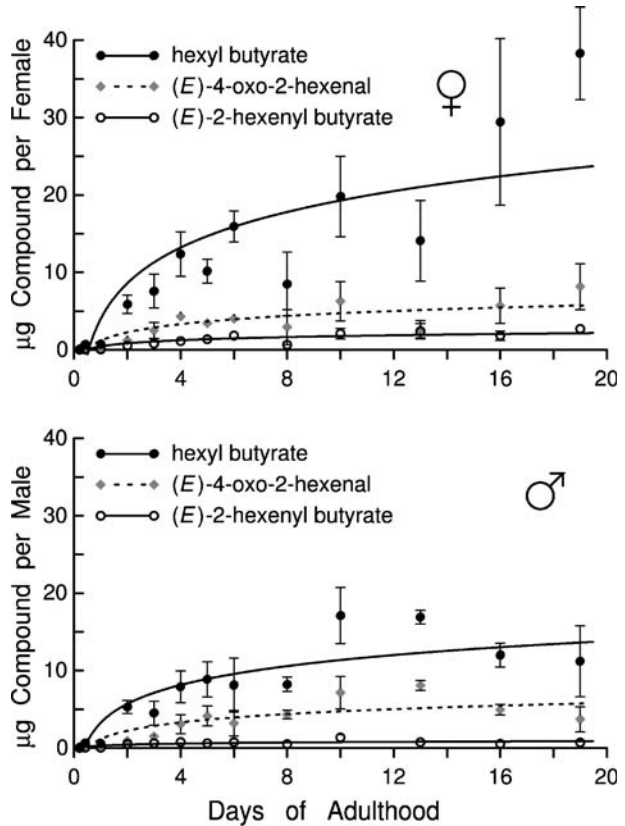 µg Compound per Female
40
30
20
10
0
hexyl butyrate
(E)-4-oxo-2-hexenal
(E)-2-hexenyl butyrate
♀
0 4 8 12 16 20
µg Compound per Male
40
30
20
10
0
hexyl butyrate
(E)-4-oxo-2-hexenal
(E)-2-hexenyl butyrate
♂
0 4 8 12 16 20
Days of Adulthood